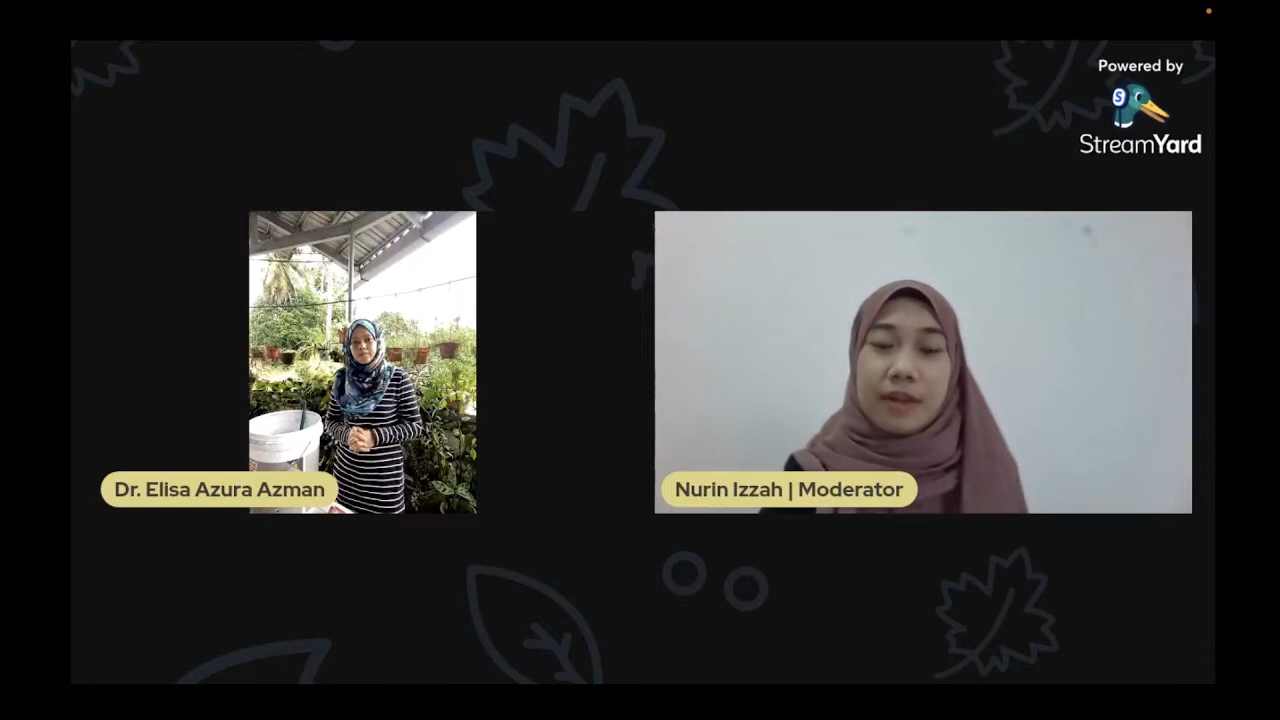 Powered by
S
StreamYard
Dr. Elisa Azura Azman
Nurin Izzah | Moderator